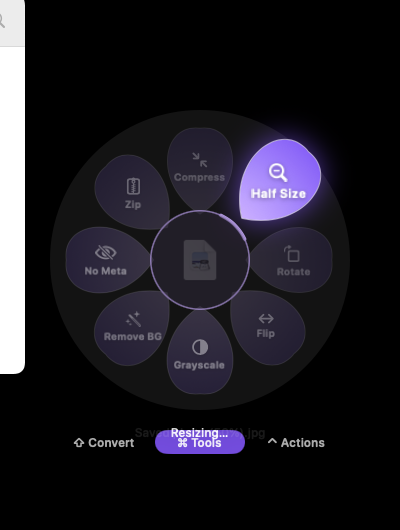 Compress
Zip
Half Size
No Meta
Rotate
Remove BG
Flip
Grayscale
Resizing...
⇧ Convert
⌘ Tools
⌃ Actions